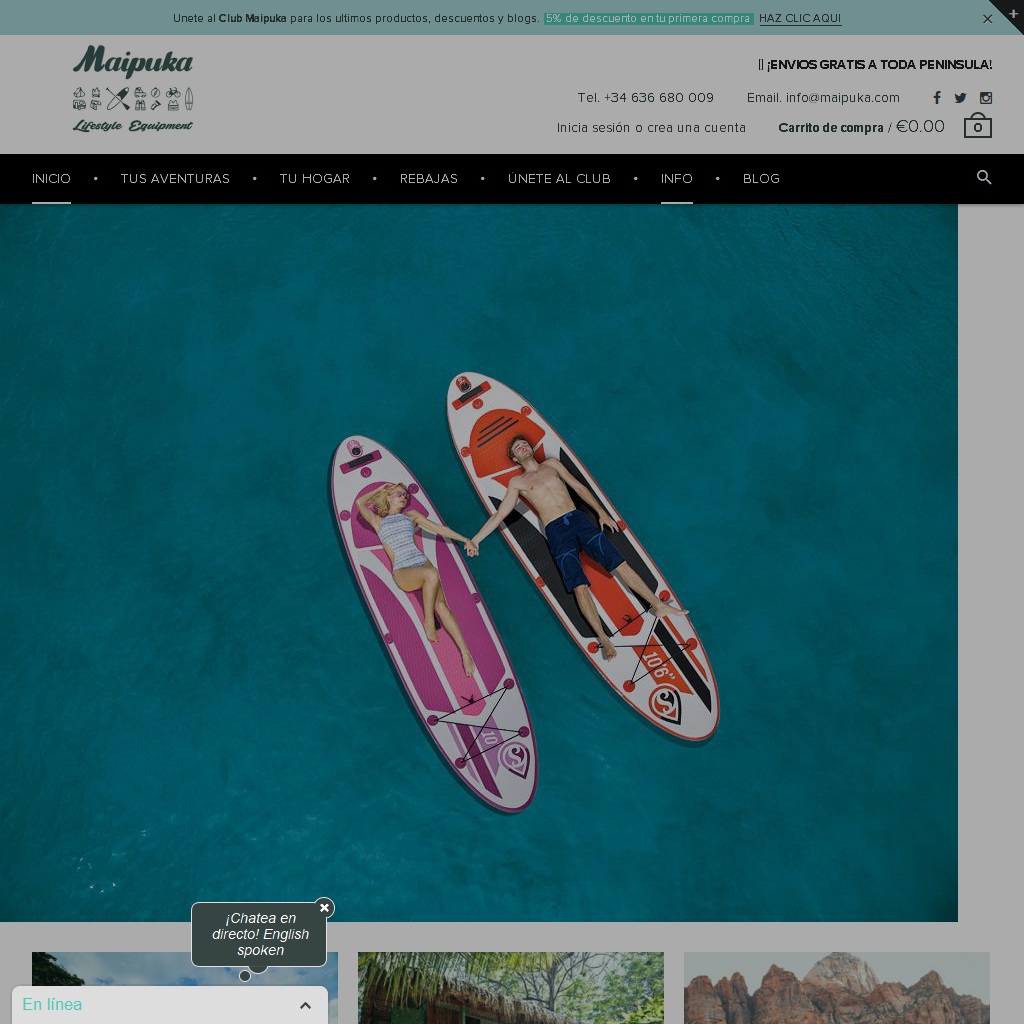 Unete al Club Maipuka para los ultimos productos, descuentos y blogs. 5% de descuento en tu primera compra HAZ CLIC AQUI
Maipuka
Lifestyle Equipment
|| ¡ENVIOS GRATIS A TODA PENINSULA!
Tel. +34 636 680 009 Email. info@maipuka.com
Inicia sesión o crea una cuenta Carrito de compra / €0.00 0
INICIO • TUS AVENTURAS • TU HOGAR • REBAJAS • ÚNETE AL CLUB • INFO • BLOG
10'6"
10
¡Chatea en
directo! English
spoken
En línea